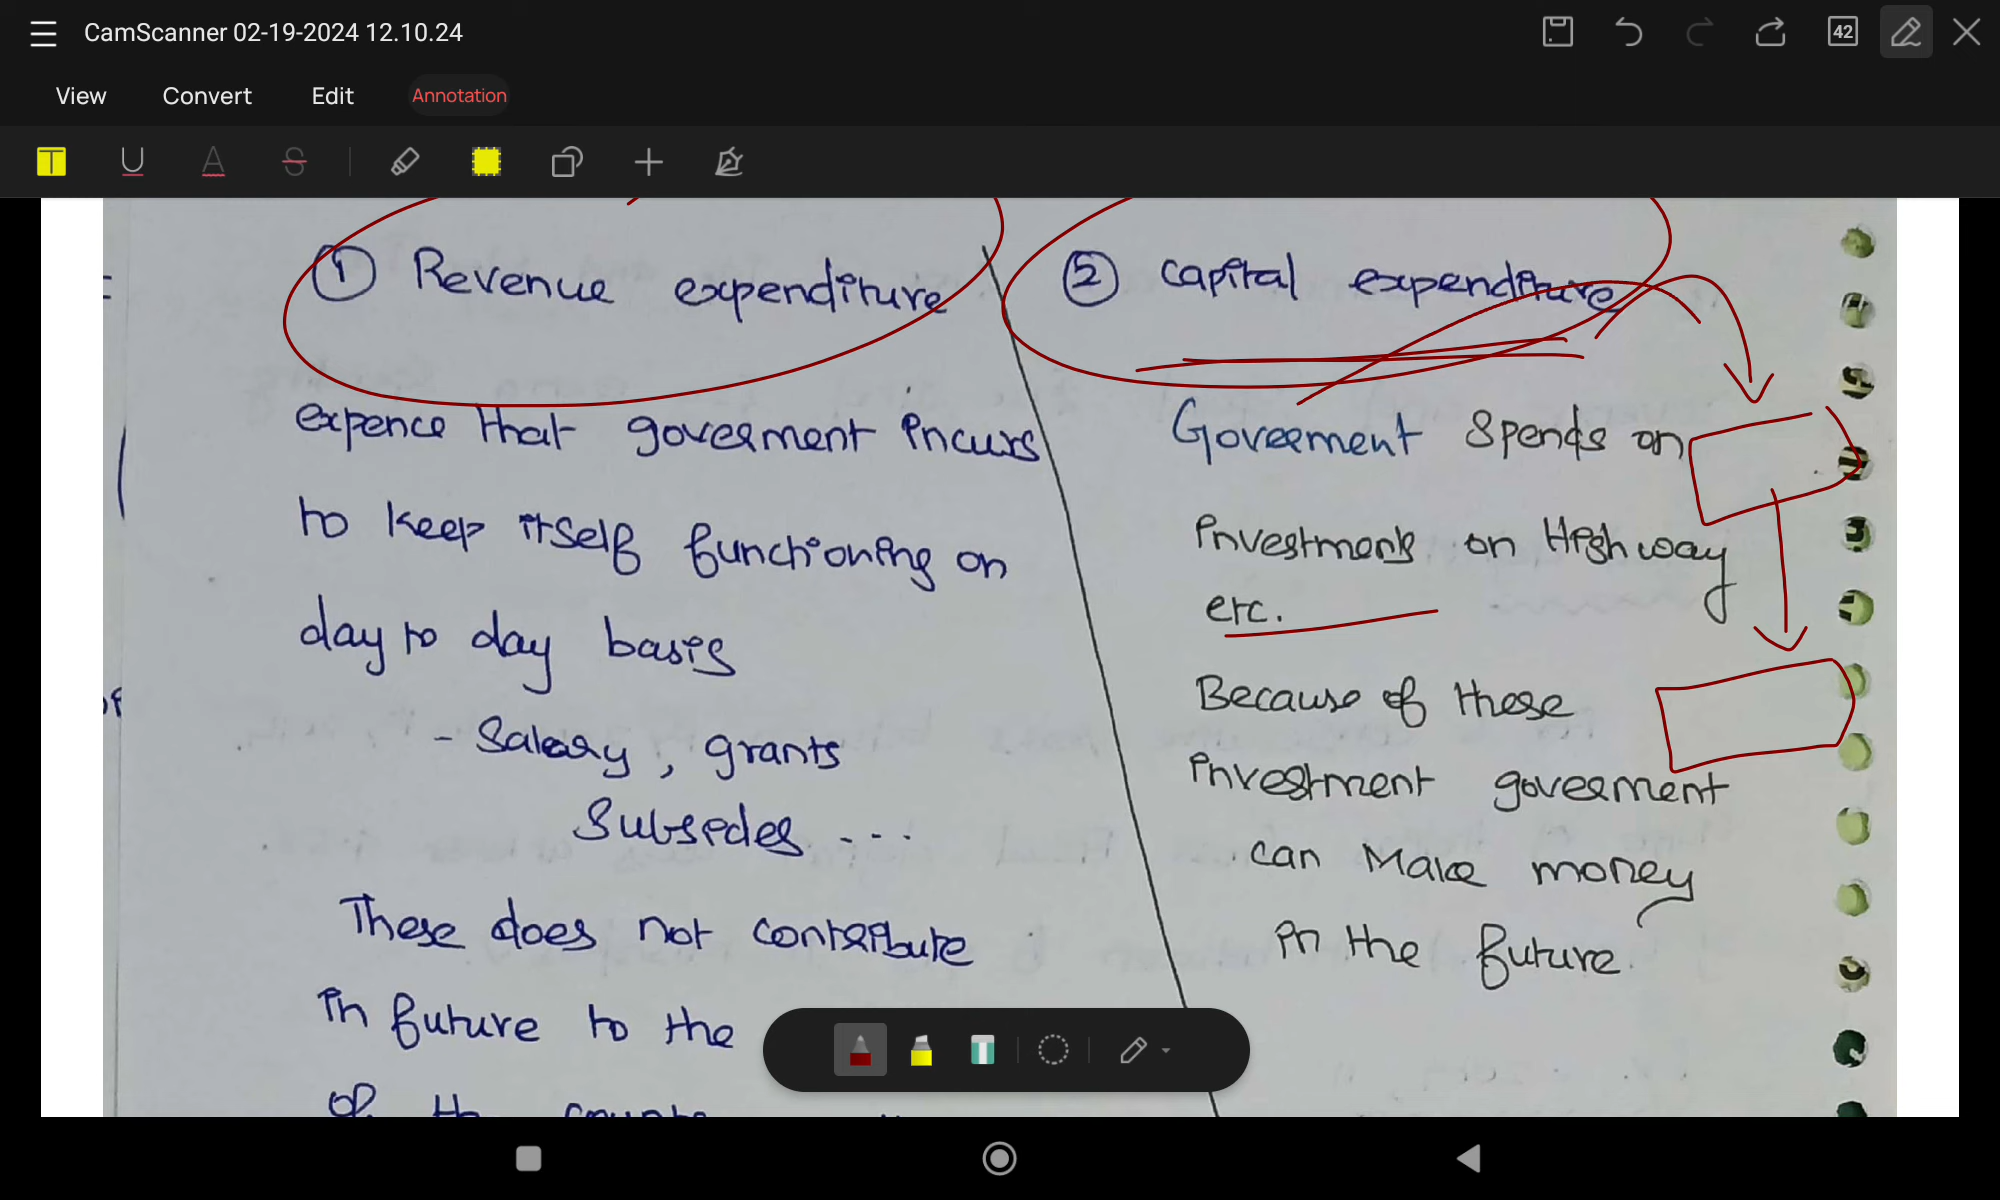 CamScanner 02-19-2024 12.10.24
42
View Convert Edit Annotation
① Revenue expenditure
expence that goverment incurs
to keep itself functioning on
day to day basis
- Salary, grants
Subsedes ...
These does not contribute
in future to the
of the
② capital expenditure
Goverment spends on
investments on Highway
etc.
Because of these
investment goverment
can Make money
in the future.